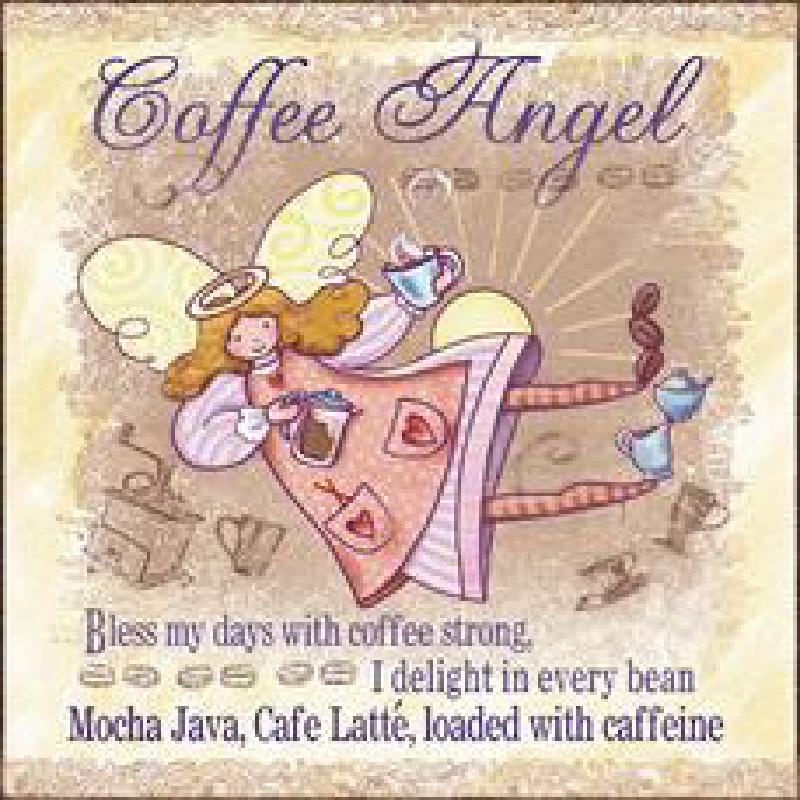 Coffee Angel
Bless my days with coffee strong,
I delight in every bean
Mocha Java, Cafe Latté, loaded with caffeine